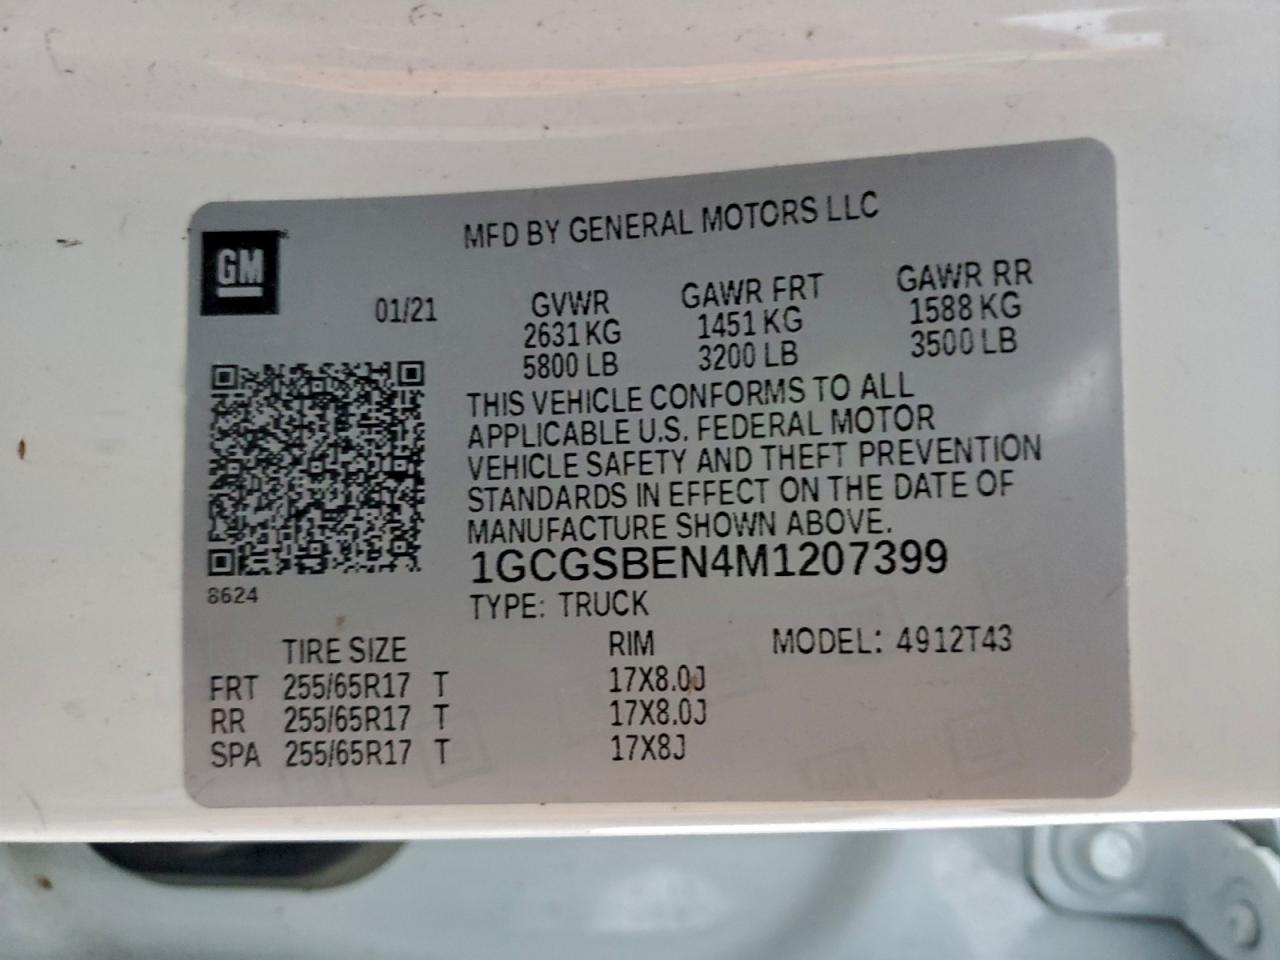 MFD BY GENERAL MOTORS LLC
GM
01/21 GVWR GAWR FRT GAWR RR
2631 KG 1451 KG 1588 KG
5800 LB 3200 LB 3500 LB
THIS VEHICLE CONFORMS TO ALL
APPLICABLE U.S. FEDERAL MOTOR
VEHICLE SAFETY AND THEFT PREVENTION
STANDARDS IN EFFECT ON THE DATE OF
MANUFACTURE SHOWN ABOVE.
1GCGSBEN4M1207399
8624
TYPE: TRUCK
TIRE SIZE RIM MODEL: 4912T43
FRT 255/65R17 T 17X8.0J
RR 255/65R17 T 17X8.0J
SPA 255/65R17 T 17X8J